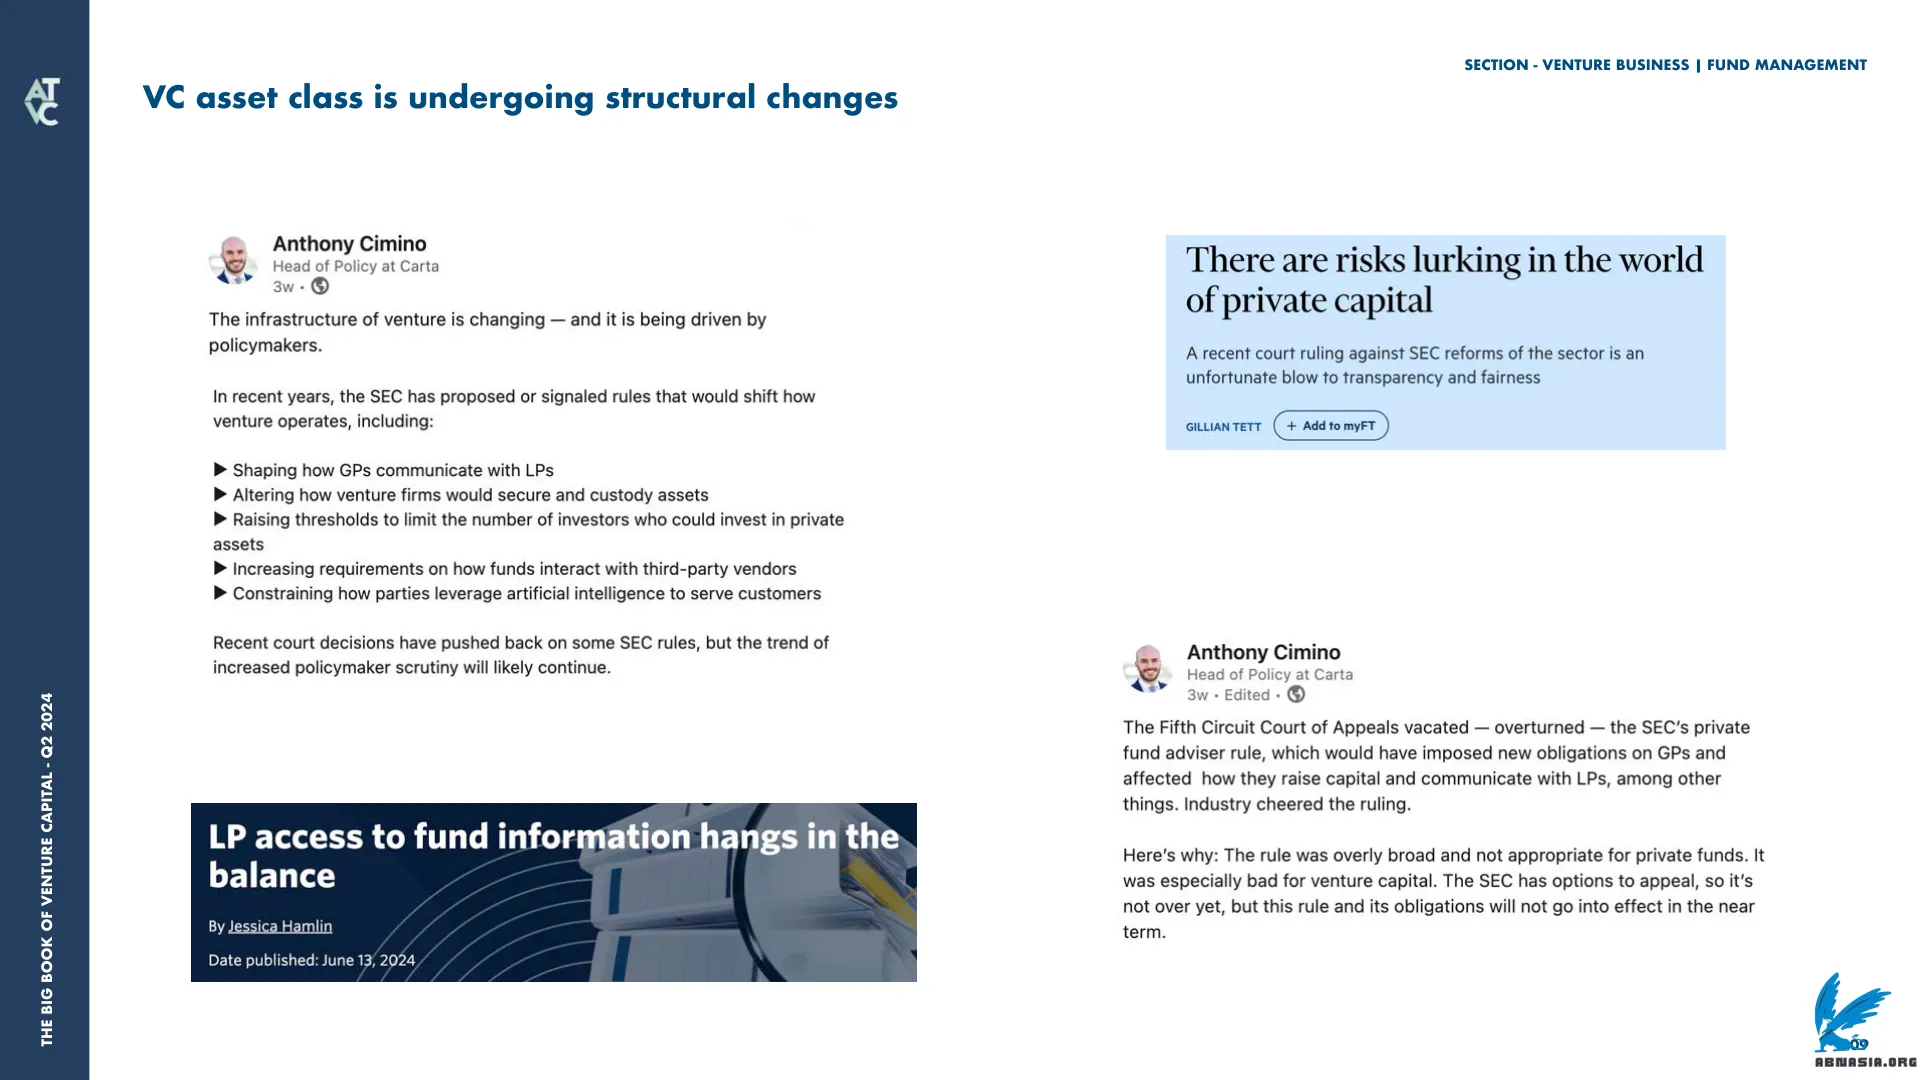 AT
VC
THE BIG BOOK OF VENTURE CAPITAL - Q2 2024
SECTION - VENTURE BUSINESS | FUND MANAGEMENT
VC asset class is undergoing structural changes
Anthony Cimino
Head of Policy at Carta
3w •
The infrastructure of venture is changing — and it is being driven by
policymakers.
In recent years, the SEC has proposed or signaled rules that would shift how
venture operates, including:
▶ Shaping how GPs communicate with LPs
▶ Altering how venture firms would secure and custody assets
▶ Raising thresholds to limit the number of investors who could invest in private
assets
▶ Increasing requirements on how funds interact with third-party vendors
▶ Constraining how parties leverage artificial intelligence to serve customers
Recent court decisions have pushed back on some SEC rules, but the trend of
increased policymaker scrutiny will likely continue.
LP access to fund information hangs in the
balance
By Jessica Hamlin
Date published: June 13, 2024
There are risks lurking in the world
of private capital
A recent court ruling against SEC reforms of the sector is an
unfortunate blow to transparency and fairness
GILLIAN TETT + Add to myFT
Anthony Cimino
Head of Policy at Carta
3w • Edited •
The Fifth Circuit Court of Appeals vacated — overturned — the SEC’s private
fund adviser rule, which would have imposed new obligations on GPs and
affected  how they raise capital and communicate with LPs, among other
things. Industry cheered the ruling.
Here’s why: The rule was overly broad and not appropriate for private funds. It
was especially bad for venture capital. The SEC has options to appeal, so it’s
not over yet, but this rule and its obligations will not go into effect in the near
term.
09
ABNASIA.ORG